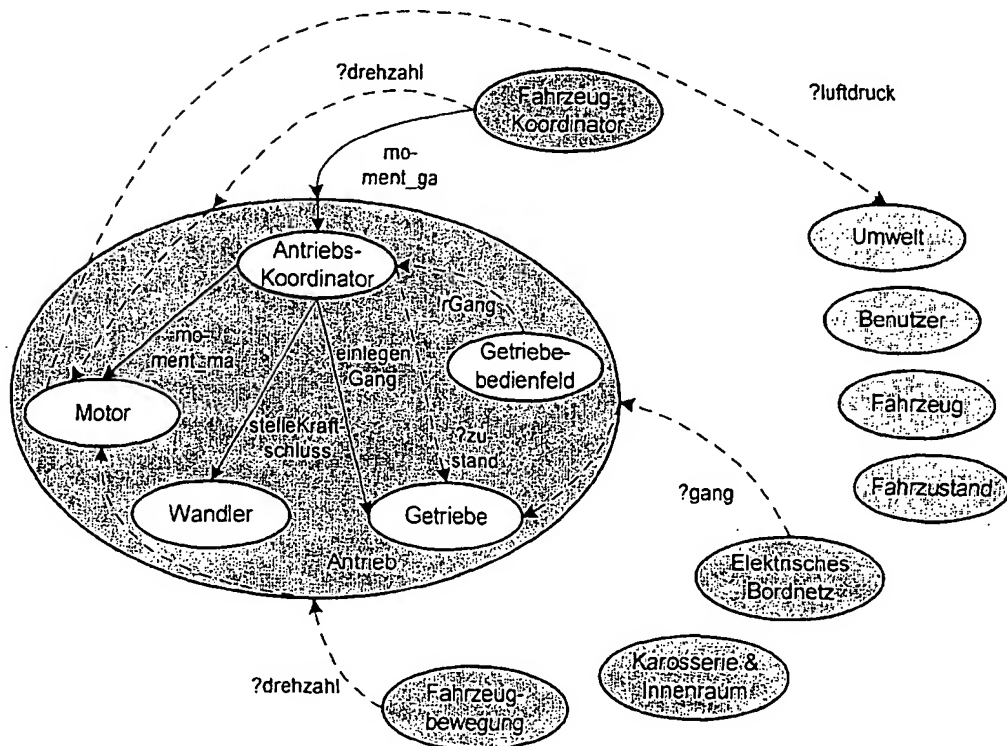 ?drehzahl
Fahrzeug-
Koordinator
?luftdruck
mo-
ment_ga
Umwelt
Antriebs-
Koordinator
!rGang
Benutzer
mo-
ment_ma
einlegen
Gang
Getriebe-
bedienfeld
Motor
Fahrzeug
stelleKraft-
schluss
?zu
stand
Fahrzustand
?gang
Wandler
Getriebe
Antrieb
Elektrisches
Bordnetz
Karosserie &
Innenraum
?drehzahl
Fahrzeug-
bewegung